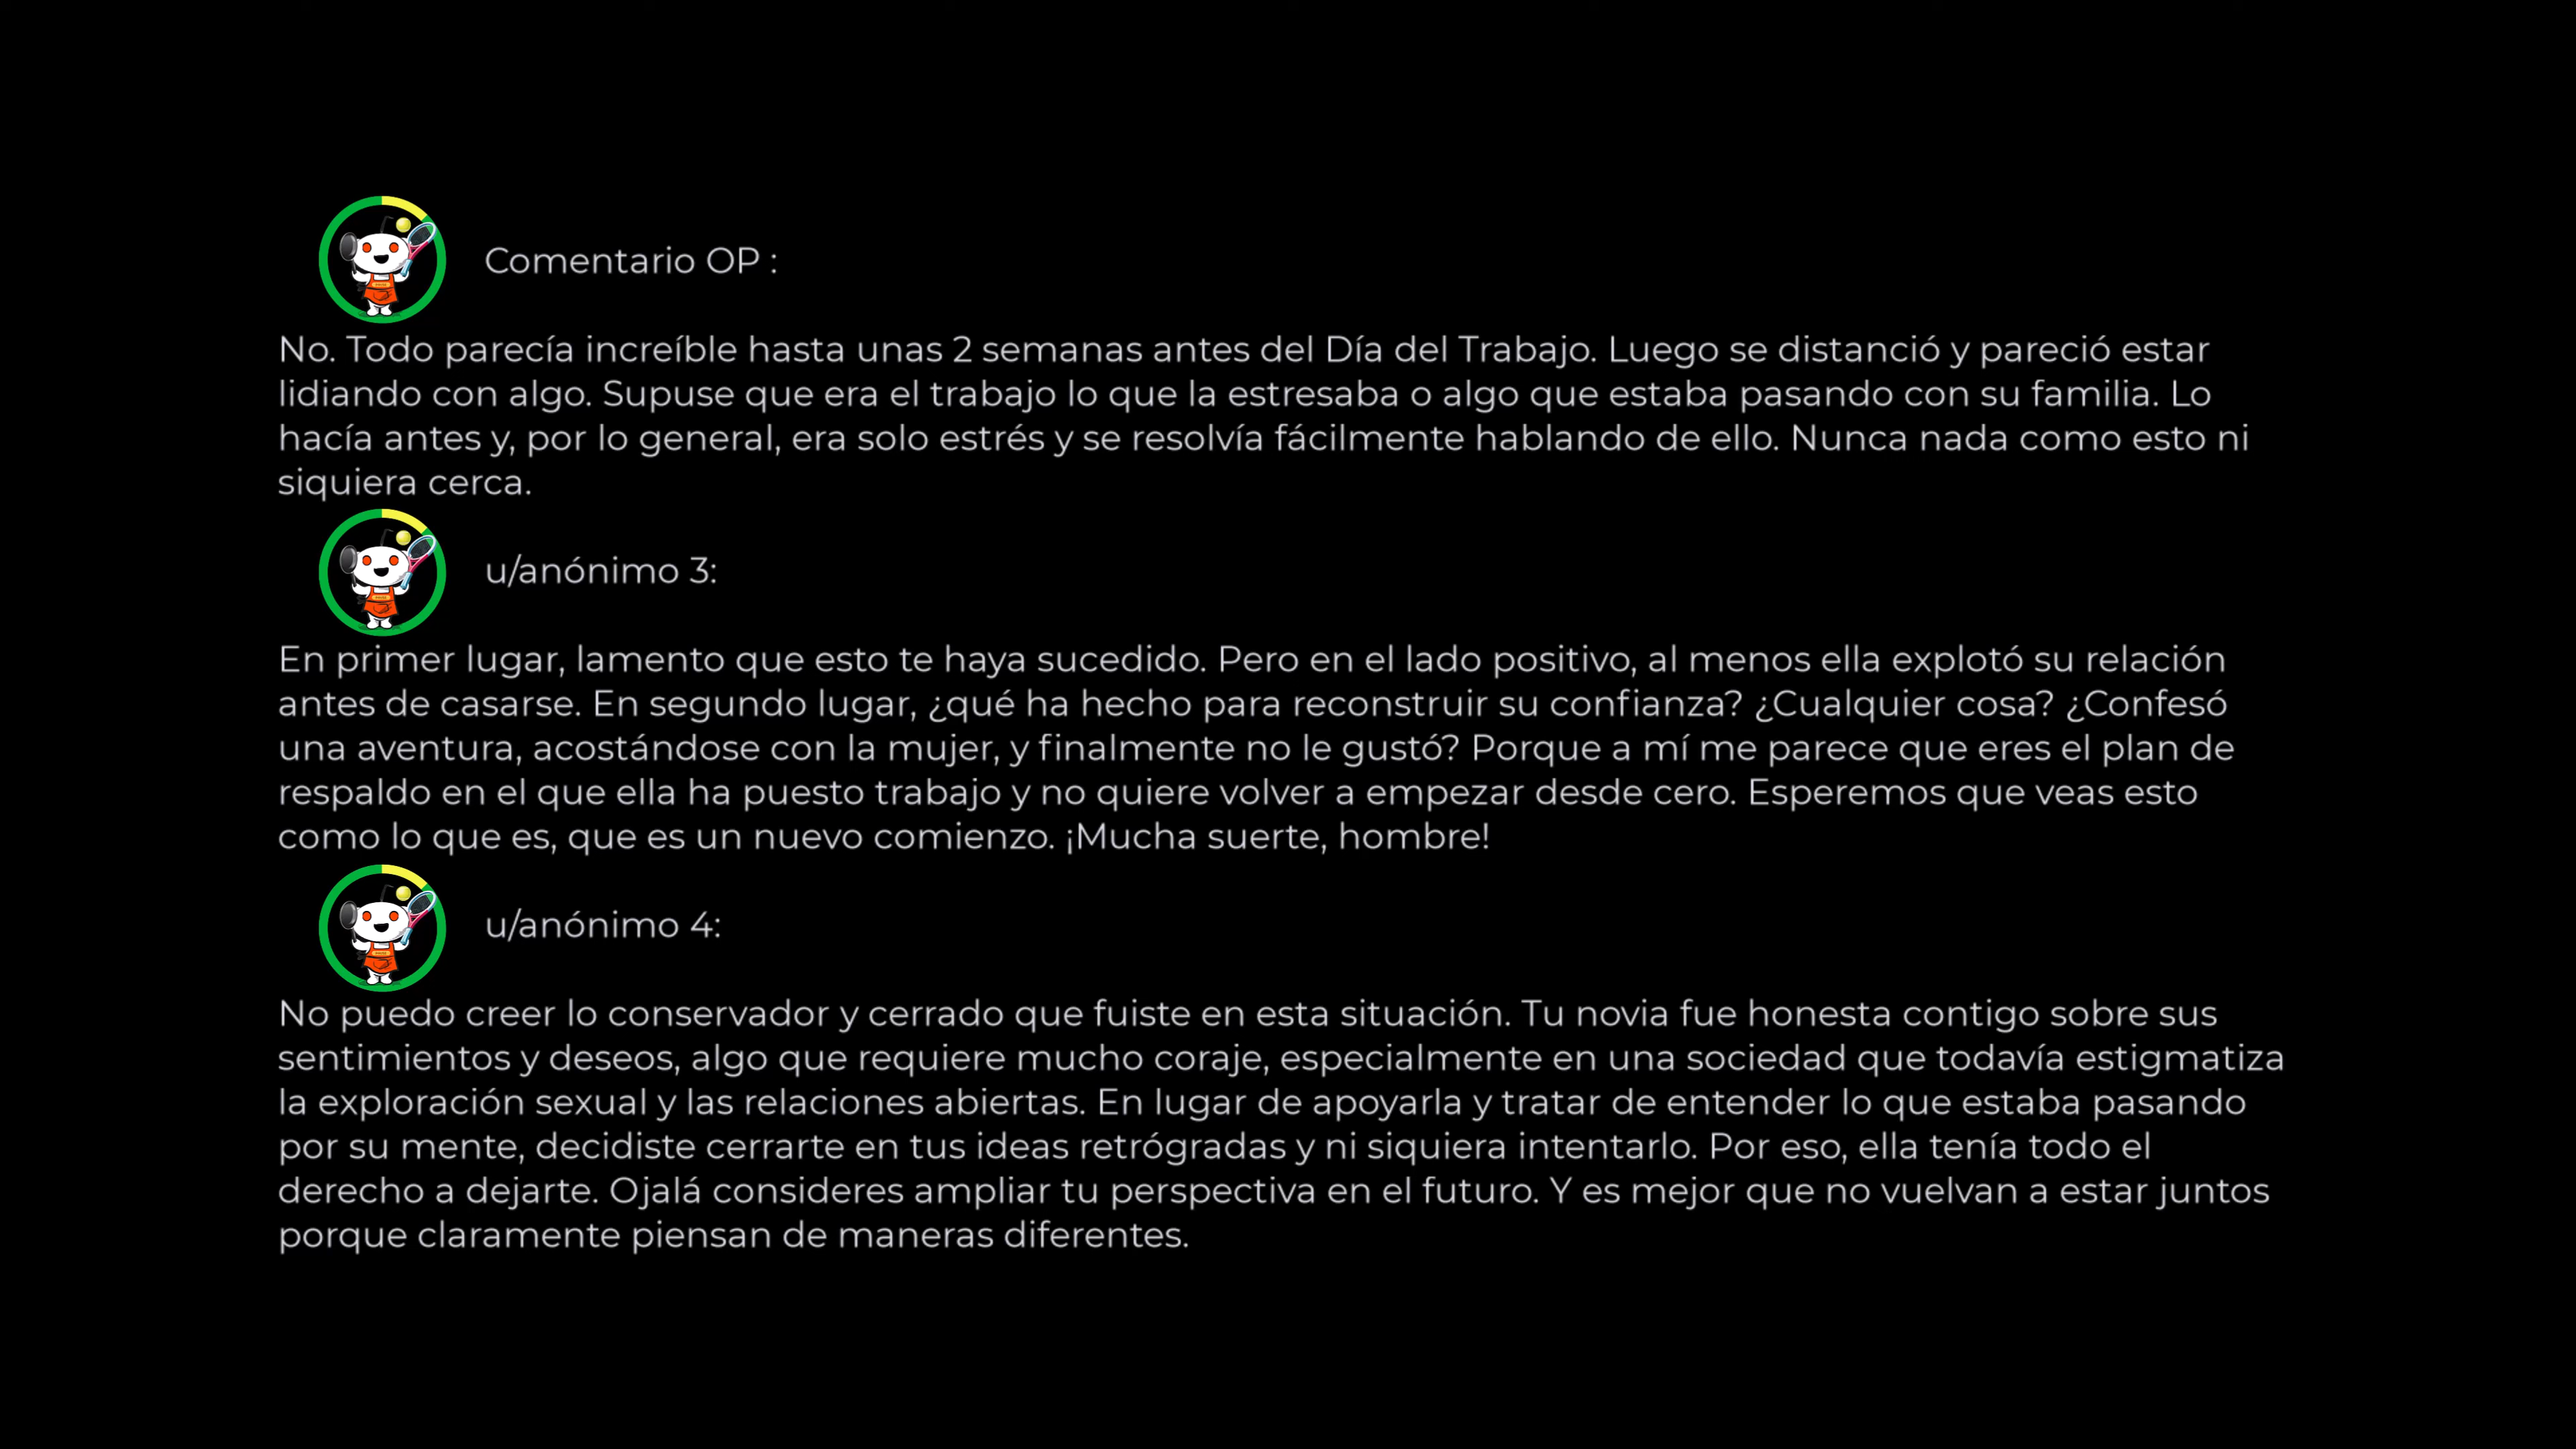 Comentario OP :
No. Todo parecía increíble hasta unas 2 semanas antes del Día del Trabajo. Luego se distanció y pareció estar
lidiando con algo. Supuse que era el trabajo lo que la estresaba o algo que estaba pasando con su familia. Lo
hacía antes y, por lo general, era solo estrés y se resolvía fácilmente hablando de ello. Nunca nada como esto ni
siquiera cerca.
u/anónimo 3:
En primer lugar, lamento que esto te haya sucedido. Pero en el lado positivo, al menos ella explotó su relación
antes de casarse. En segundo lugar, ¿qué ha hecho para reconstruir su confianza? ¿Cualquier cosa? ¿Confesó
una aventura, acostándose con la mujer, y finalmente no le gustó? Porque a mí me parece que eres el plan de
respaldo en el que ella ha puesto trabajo y no quiere volver a empezar desde cero. Esperemos que veas esto
como lo que es, que es un nuevo comienzo. ¡Mucha suerte, hombre!
u/anónimo 4:
No puedo creer lo conservador y cerrado que fuiste en esta situación. Tu novia fue honesta contigo sobre sus
sentimientos y deseos, algo que requiere mucho coraje, especialmente en una sociedad que todavía estigmatiza
la exploración sexual y las relaciones abiertas. En lugar de apoyarla y tratar de entender lo que estaba pasando
por su mente, decidiste cerrarte en tus ideas retrógradas y ni siquiera intentarlo. Por eso, ella tenía todo el
derecho a dejarte. Ojalá consideres ampliar tu perspectiva en el futuro. Y es mejor que no vuelvan a estar juntos
porque claramente piensan de maneras diferentes.